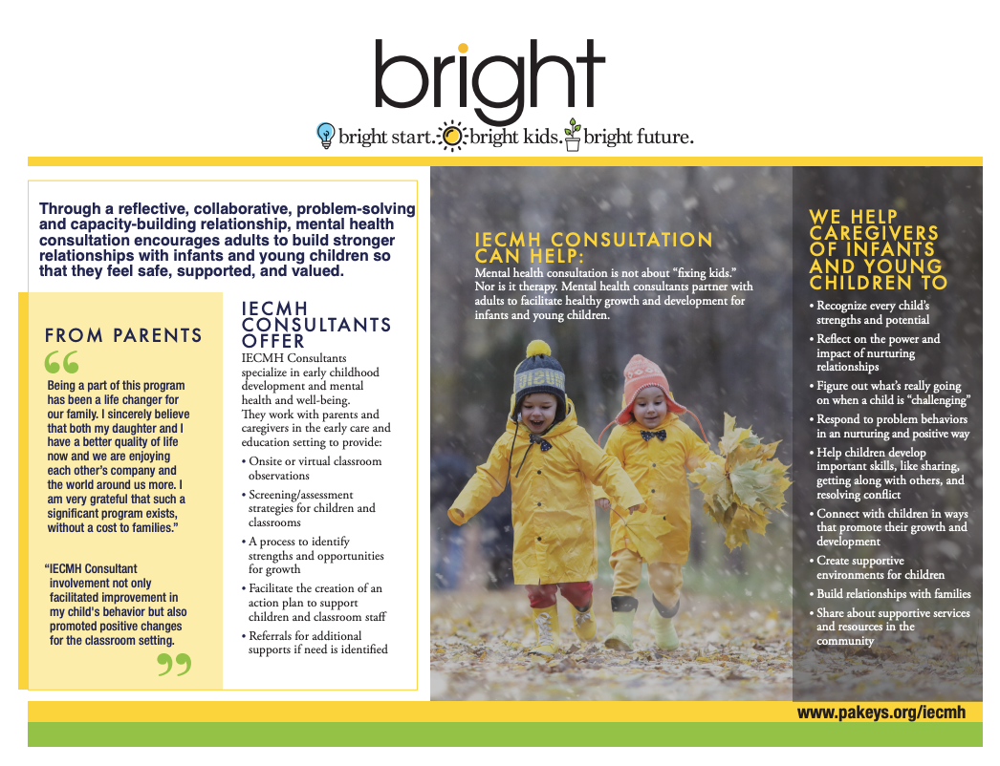 bright
bright start. bright kids. bright future.
Through a reflective, collaborative, problem-solving
and capacity-building relationship, mental health
consultation encourages adults to build stronger
relationships with infants and young children so
that they feel safe, supported, and valued.
FROM PARENTS
“
Being a part of this program
has been a life changer for
our family. I sincerely believe
that both my daughter and I
have a better quality of life
now and we are enjoying
each other’s company and
the world around us more. I
am very grateful that such a
significant program exists,
without a cost to families.”
“IECMH Consultant
involvement not only
facilitated improvement in
my child's behavior but also
promoted positive changes
for the classroom setting.
”
IECMH
CONSULTANTS
OFFER
IECMH Consultants
specialize in early childhood
development and mental
health and well-being.
They work with parents and
caregivers in the early care and
education setting to provide:
• Onsite or virtual classroom
observations
• Screening/assessment
strategies for children and
classrooms
• A process to identify
strengths and opportunities
for growth
• Facilitate the creation of an
action plan to support
children and classroom staff
• Referrals for additional
supports if need is identified
IECMH CONSULTATION
CAN HELP:
Mental health consultation is not about “fixing kids.”
Nor is it therapy. Mental health consultants partner with
adults to facilitate healthy growth and development for
infants and young children.
WE HELP
CAREGIVERS
OF INFANTS
AND YOUNG
CHILDREN TO
• Recognize every child’s
strengths and potential
• Reflect on the power and
impact of nurturing
relationships
• Figure out what’s really going
on when a child is “challenging”
• Respond to problem behaviors
in an nurturing and positive way
• Help children develop
important skills, like sharing,
getting along with others, and
resolving conflict
• Connect with children in ways
that promote their growth and
development
• Create supportive
environments for children
• Build relationships with families
• Share about supportive services
and resources in the
community
www.pakeys.org/iecmh